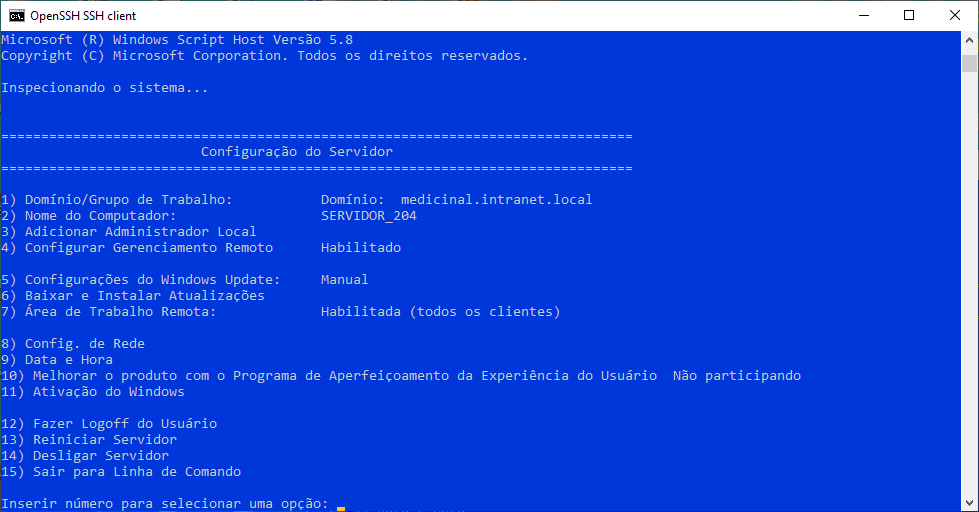 OpenSSH SSH client
Microsoft (R) Windows Script Host Versão 5.8
Copyright (C) Microsoft Corporation. Todos os direitos reservados.
Inspecionando o sistema...
===============================================================================
Configuração do Servidor
===============================================================================
1) Domínio/Grupo de Trabalho: Domínio: medicinal.intranet.local
2) Nome do Computador: SERVIDOR_204
3) Adicionar Administrador Local
4) Configurar Gerenciamento Remoto Habilitado
5) Configurações do Windows Update: Manual
6) Baixar e Instalar Atualizações
7) Área de Trabalho Remota: Habilitada (todos os clientes)
8) Config. de Rede
9) Data e Hora
10) Melhorar o produto com o Programa de Aperfeiçoamento da Experiência do Usuário Não participando
11) Ativação do Windows
12) Fazer Logoff do Usuário
13) Reiniciar Servidor
14) Desligar Servidor
15) Sair para Linha de Comando
Inserir número para selecionar uma opção: